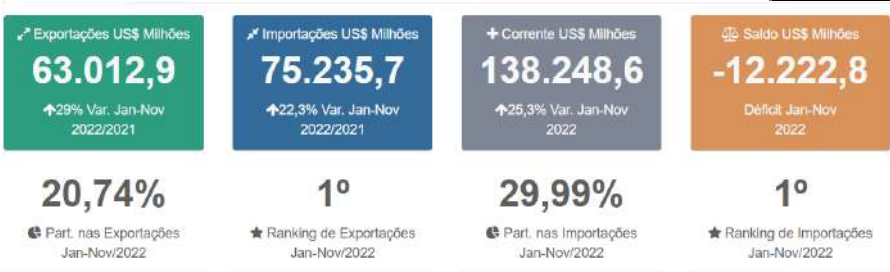 Exportações US$ Milhões
63.012,9
29% Var. Jan-Nov
2022/2021
Importações US$ Milhões
75.235,7
22,3% Var. Jan-Nov
2022/2021
Corrente US$ Milhões
138.248,6
25,3% Var. Jan-Nov
2022
Saldo US$ Milhões
-12.222,8
Déficit Jan-Nov
2022
20,74%
Part. nas Exportações
Jan-Nov/2022
1º
Ranking de Exportações
Jan-Nov/2022
29,99%
Part. nas Importações
Jan-Nov/2022
1º
Ranking de Importações
Jan-Nov/2022